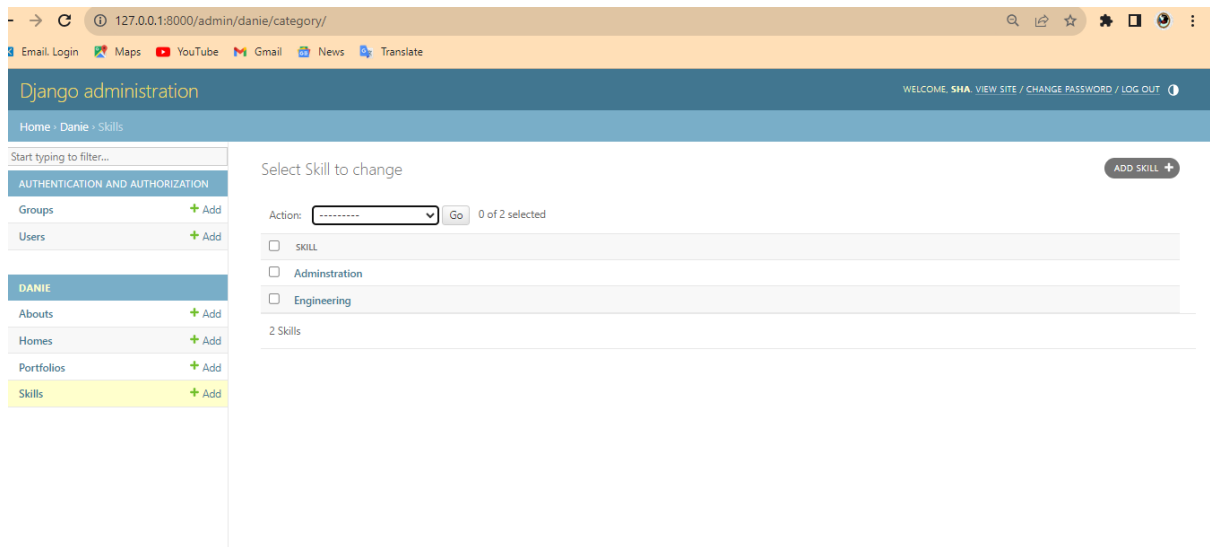 127.0.0.1:8000/admin/danie/category/
Email. Login Maps YouTube Gmail News Translate
Django administration
WELCOME, SHA. VIEW SITE / CHANGE PASSWORD / LOG OUT
Home › Danie › Skills
Start typing to filter...
AUTHENTICATION AND AUTHORIZATION
Groups + Add
Users + Add
DANIE
Abouts + Add
Homes + Add
Portfolios + Add
Skills + Add
Select Skill to change
ADD SKILL +
Action: --------- Go 0 of 2 selected
SKILL
Adminstration
Engineering
2 Skills